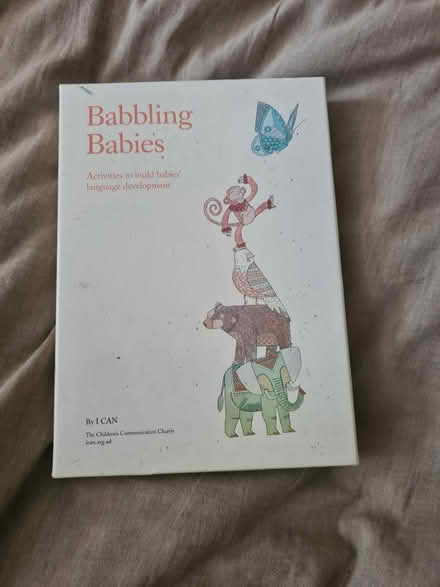 Babbling
Babies
Activities to build babies'
language development
By I CAN
The Children's Communication Charity
ican.org.uk